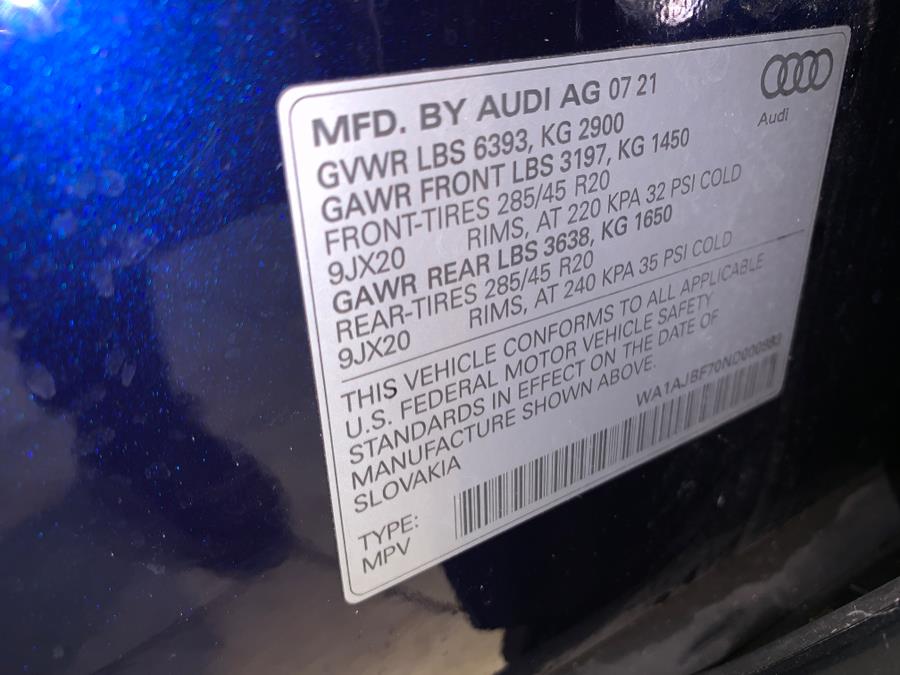 MFD. BY AUDI AG 07 21
Audi
GVWR LBS 6393, KG 2900
GAWR FRONT LBS 3197, KG 1450
FRONT-TIRES 285/45 R20
9JX20 RIMS, AT 220 KPA 32 PSI COLD
GAWR REAR LBS 3638, KG 1650
REAR-TIRES 285/45 R20
9JX20 RIMS, AT 240 KPA 35 PSI COLD
THIS VEHICLE CONFORMS TO ALL APPLICABLE
U.S. FEDERAL MOTOR VEHICLE SAFETY
STANDARDS IN EFFECT ON THE DATE OF
MANUFACTURE SHOWN ABOVE.
SLOVAKIA
TYPE:
MPV